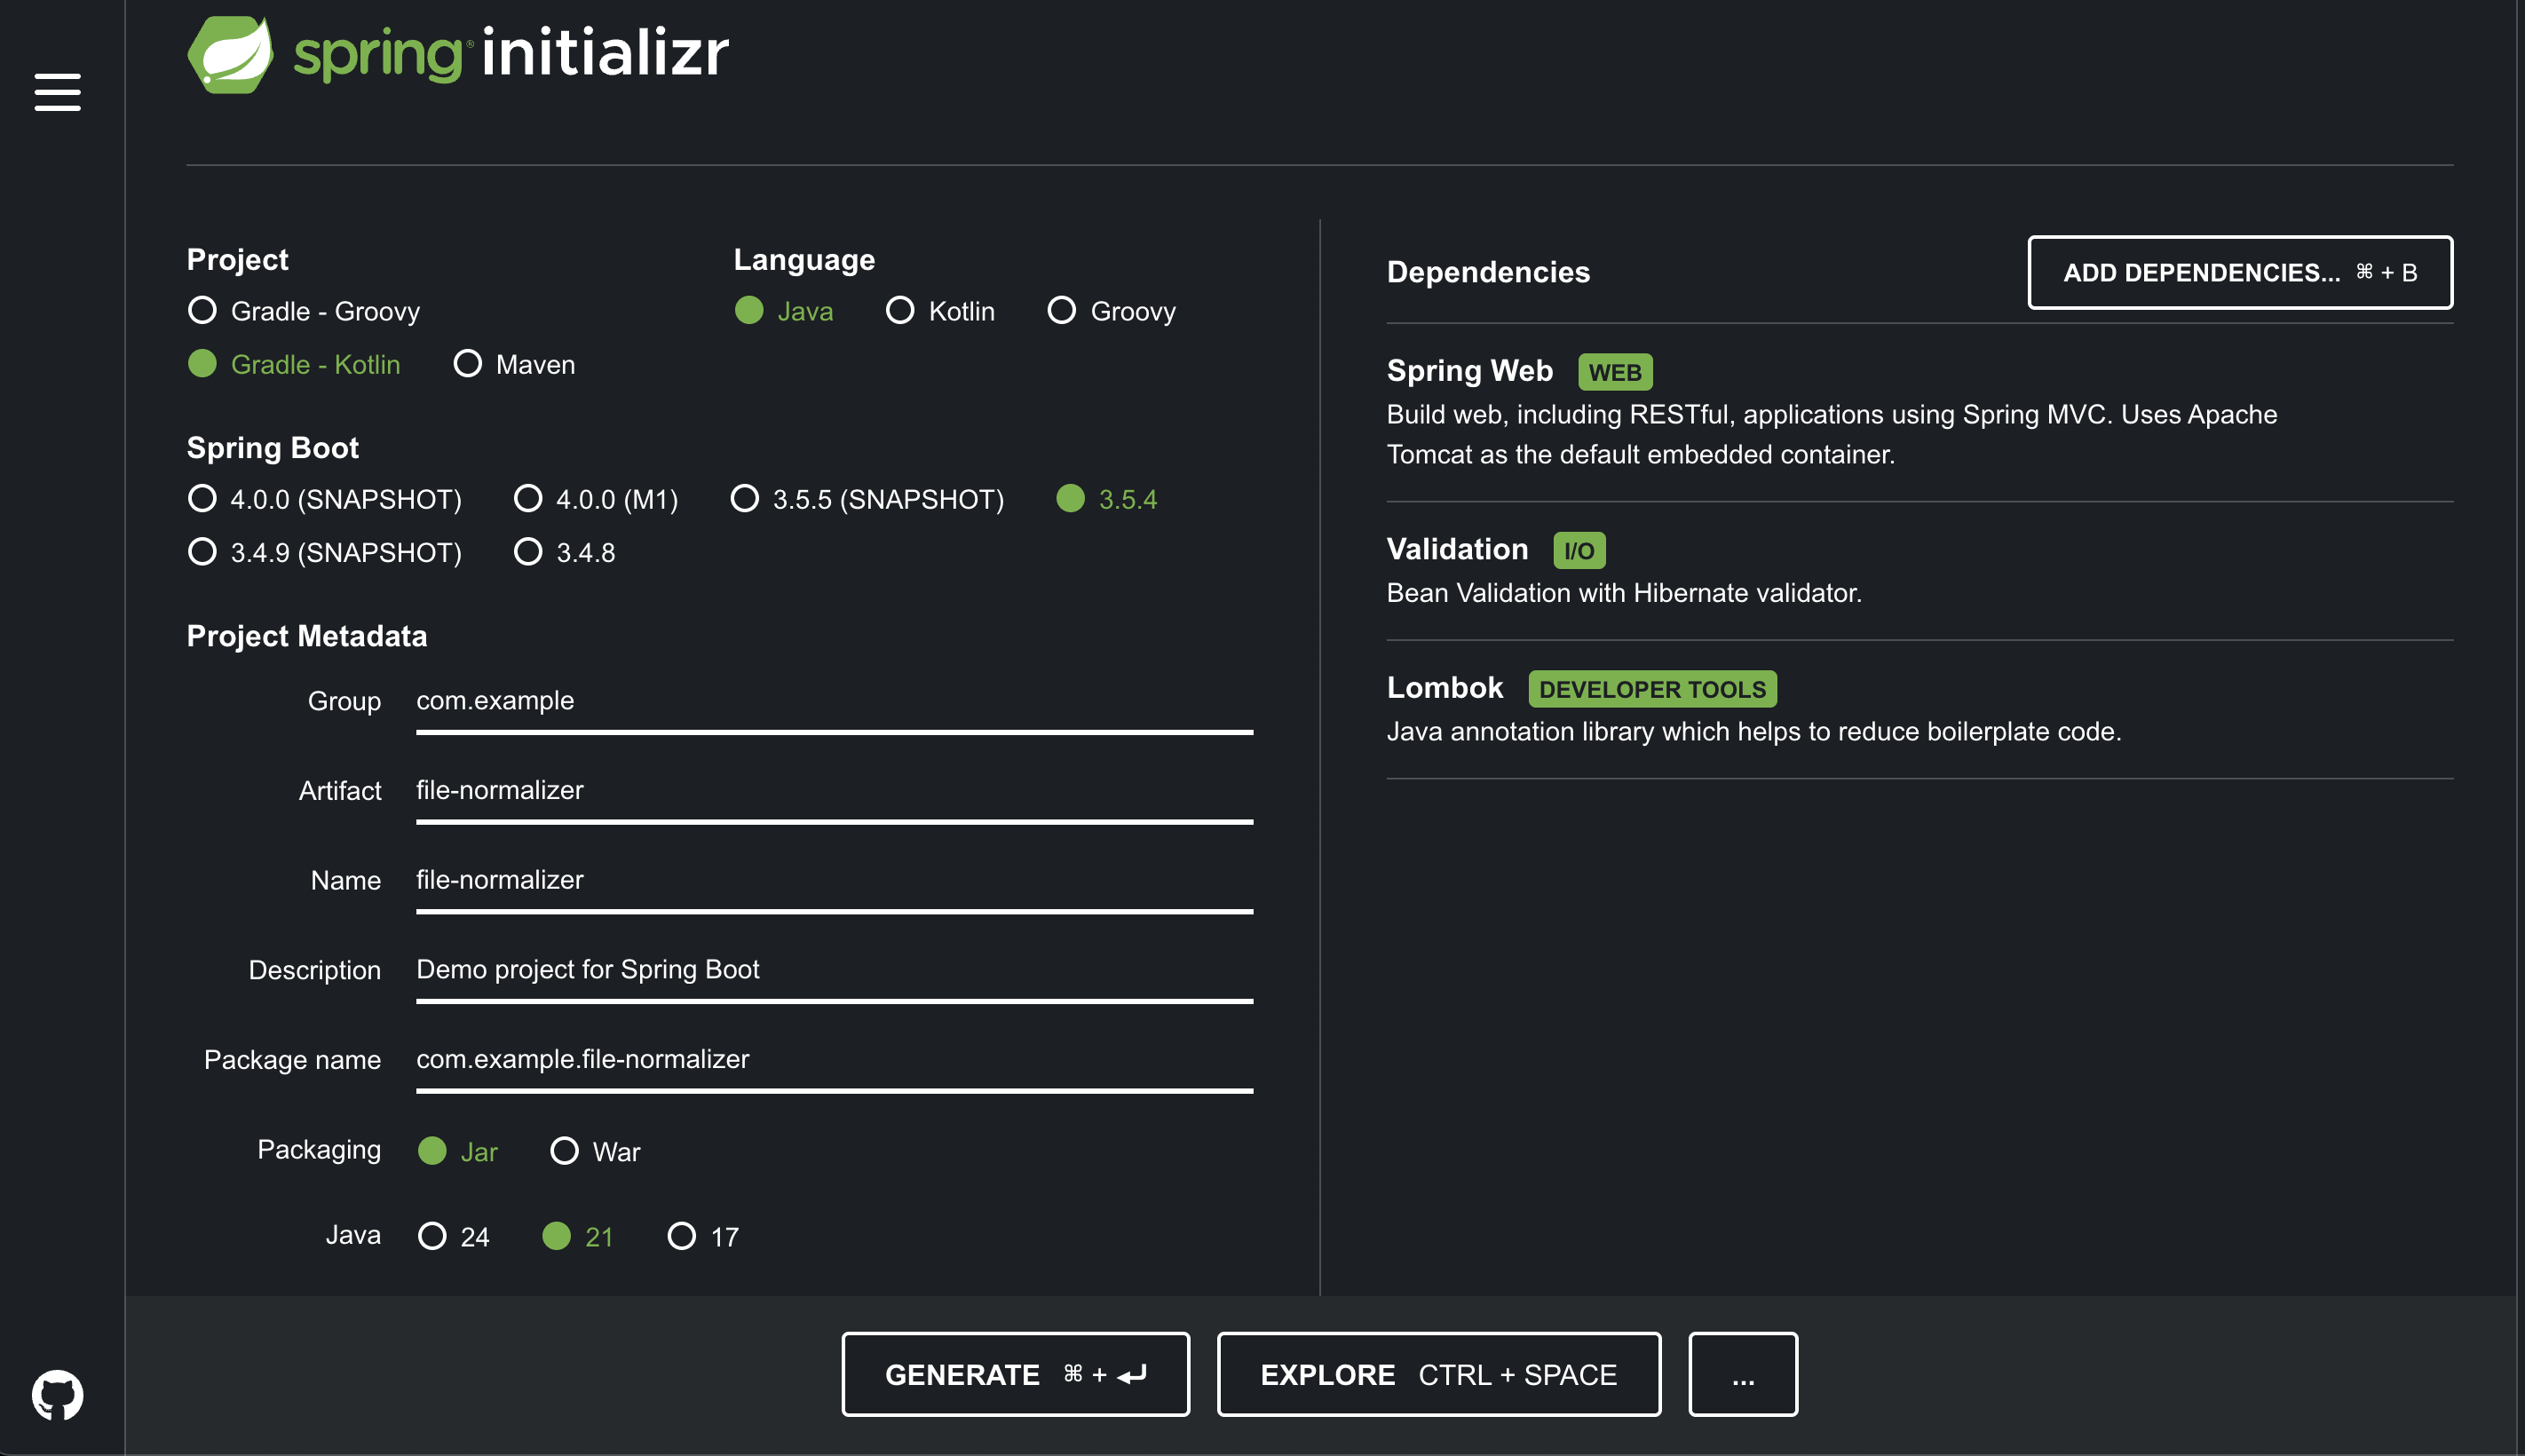 spring® initializr
Project
Gradle - Groovy
Gradle - Kotlin Maven
Language
Java Kotlin Groovy
Spring Boot
4.0.0 (SNAPSHOT) 4.0.0 (M1) 3.5.5 (SNAPSHOT) 3.5.4
3.4.9 (SNAPSHOT) 3.4.8
Project Metadata
Group com.example
Artifact file-normalizer
Name file-normalizer
Description Demo project for Spring Boot
Package name com.example.file-normalizer
Packaging Jar War
Java 24 21 17
Dependencies ADD DEPENDENCIES... ⌘ + B
Spring Web WEB
Build web, including RESTful, applications using Spring MVC. Uses Apache
Tomcat as the default embedded container.
Validation I/O
Bean Validation with Hibernate validator.
Lombok DEVELOPER TOOLS
Java annotation library which helps to reduce boilerplate code.
GENERATE ⌘ + ⏎ EXPLORE CTRL + SPACE ...